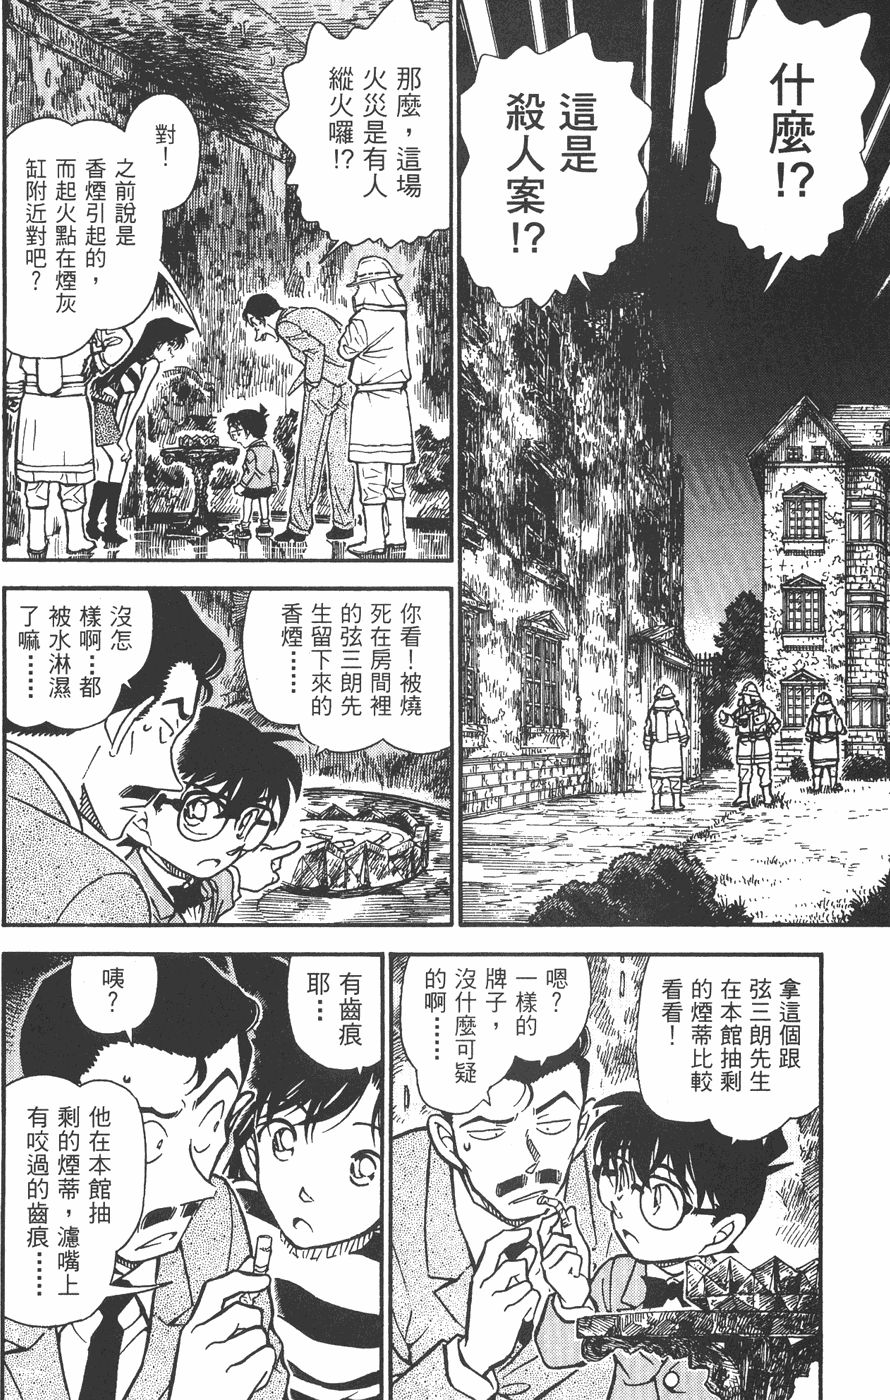 什麼!?
這是
殺人案!?
那麼，這場
火災是有人
縱火囉!?
對！
之前說是
香煙引起的，
而起火點在煙灰
缸附近對吧？
你看！被燒
死在房間裡
的弦三朗先
生留下來的
香煙……
沒怎
樣啊…都
被水淋濕
了嘛……
拿這個跟
弦三朗先生
在本館抽剩
的煙蒂比較
看看！
嗯？
一樣的
牌子，
沒什麼可疑
的啊……
有齒痕
耶…
咦？
他在本館抽
剩的煙蒂，濾嘴上
有咬過的齒痕……